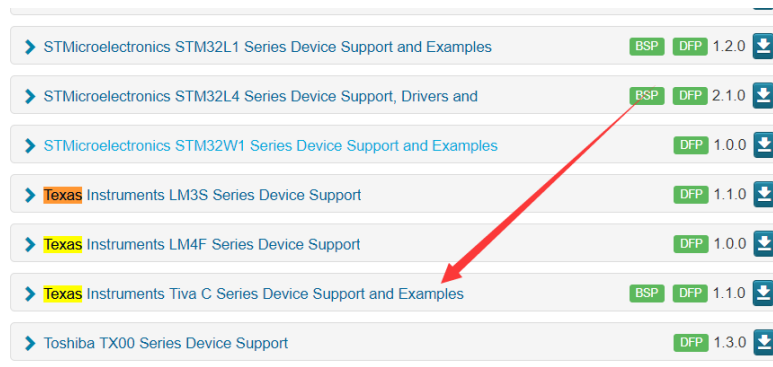 STMicroelectronics STM32L1 Series Device Support and Examples BSP DFP 1.2.0
STMicroelectronics STM32L4 Series Device Support, Drivers and BSP DFP 2.1.0
STMicroelectronics STM32W1 Series Device Support and Examples DFP 1.0.0
Texas Instruments LM3S Series Device Support DFP 1.1.0
Texas Instruments LM4F Series Device Support DFP 1.0.0
Texas Instruments Tiva C Series Device Support and Examples BSP DFP 1.1.0
Toshiba TX00 Series Device Support DFP 1.3.0